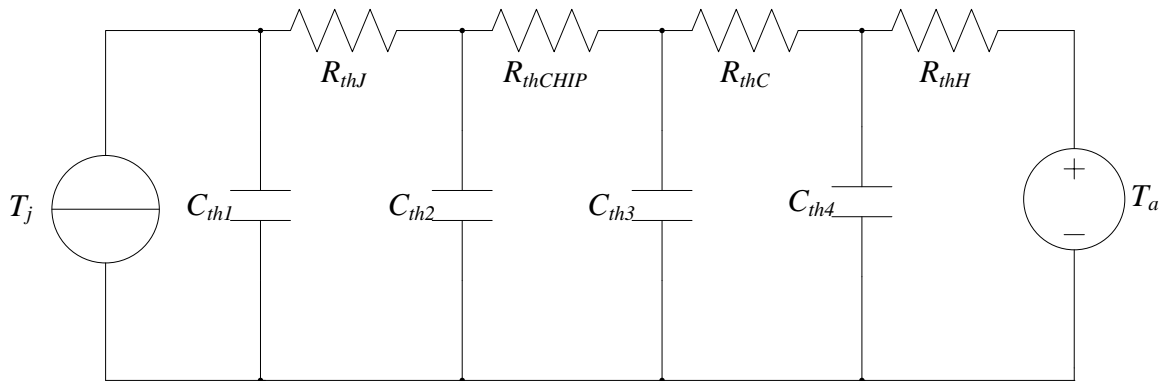 R_thJ
R_thCHIP
R_thC
R_thH
T_j
C_th1
C_th2
C_th3
C_th4
+
−
T_a